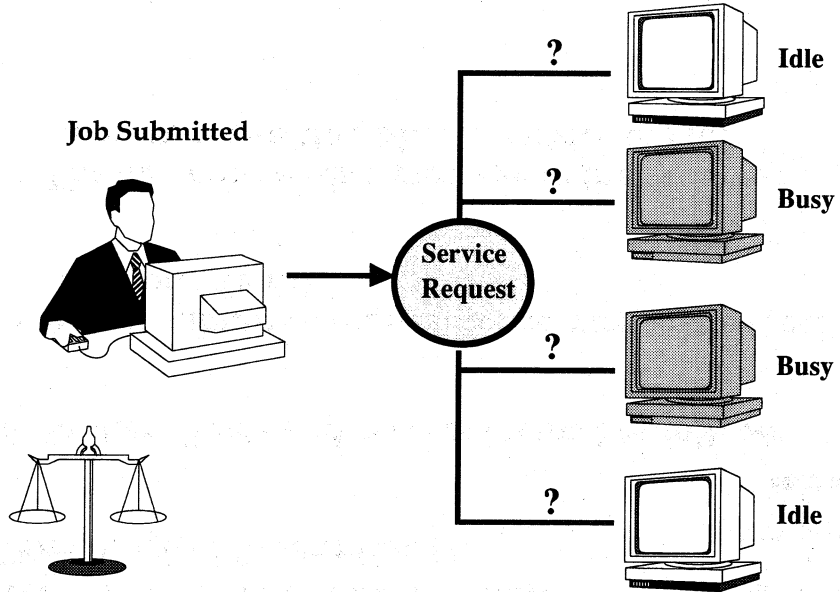 Job Submitted
Service
Request
?
Idle
?
Busy
?
Busy
?
Idle